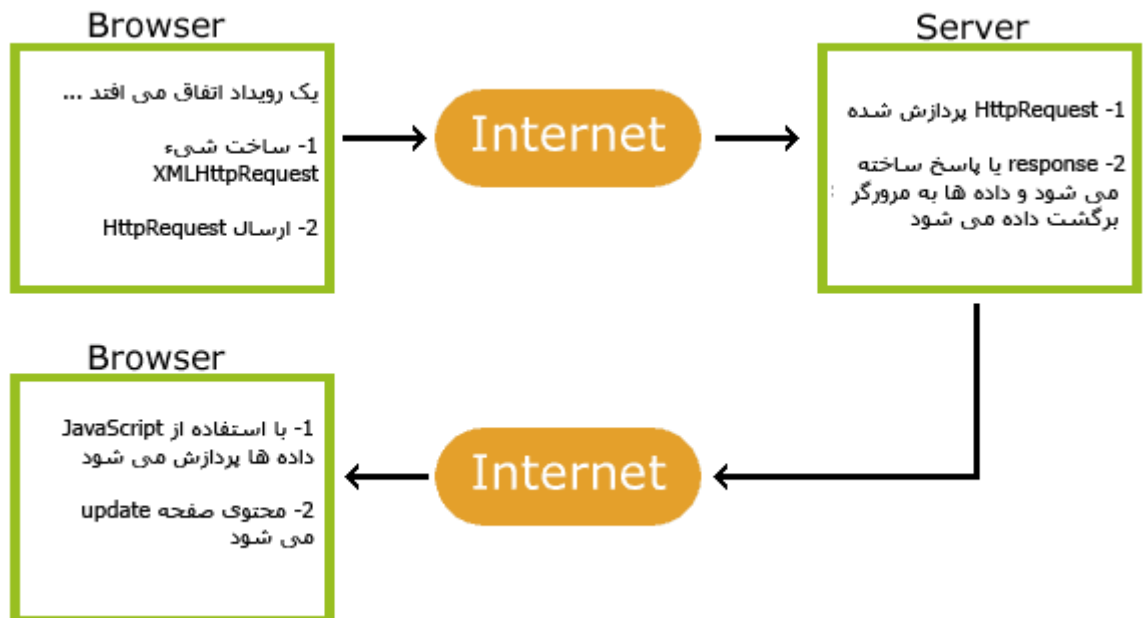 Browser
یک رویداد اتفاق می افتد ...
1- ساخت شیء
XMLHttpRequest
2- ارسال HttpRequest
Internet
Server
1- HttpRequest پردازش شده
2- response یا پاسخ ساخته
می شود و داده ها به مرورگر :
برگشت داده می شود
Browser
1- با استفاده از JavaScript
داده ها پردازش می شود
2- محتوی صفحه update
می شود
Internet